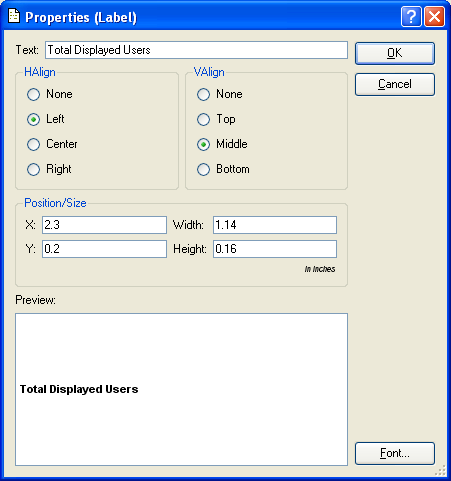 Properties (Label)
Text: Total Displayed Users
OK
Cancel
HAlign
None
Left
Center
Right
VAlign
None
Top
Middle
Bottom
Position/Size
X: 2.3 Width: 1.14
Y: 0.2 Height: 0.16
in inches
Preview:
Total Displayed Users
Font...